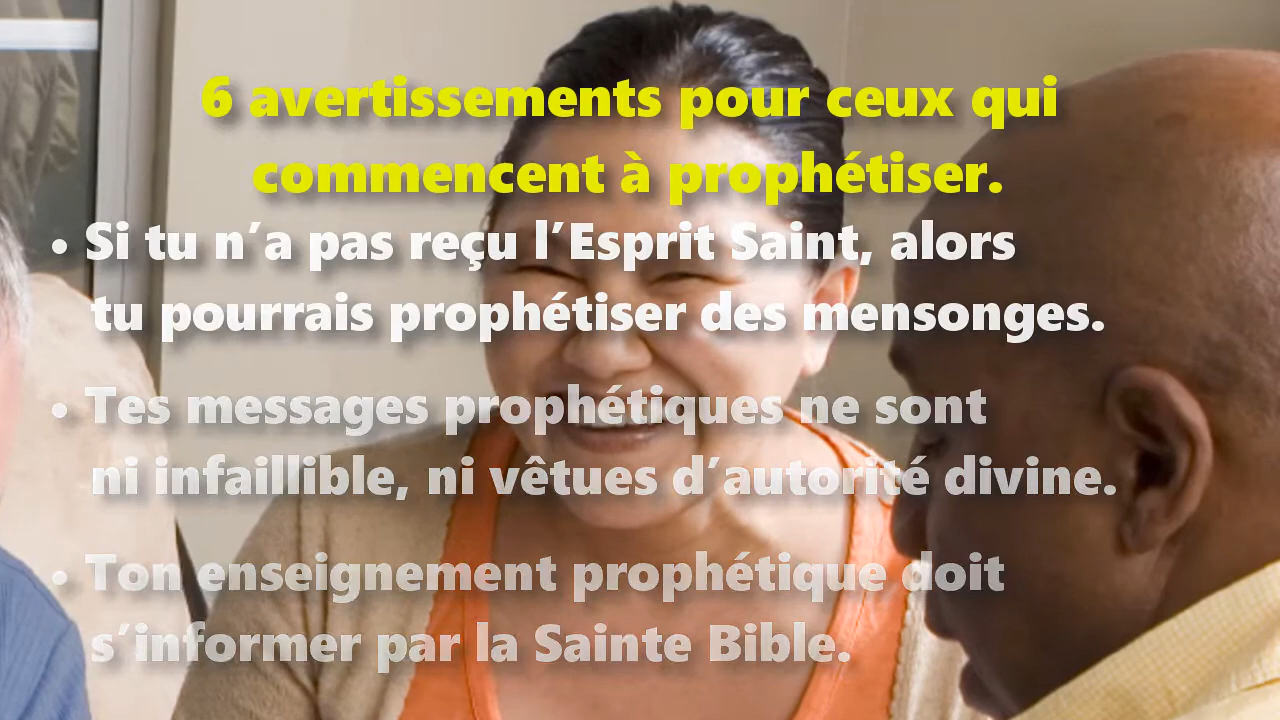 6 avertissements pour ceux qui
commencent à prophétiser.
• Si tu n´a pas reçu l´Esprit Saint, alors
tu pourrais prophétiser des mensonges.
• Tes messages prophétiques ne sont
ni infaillible, ni vêtues d’autorité divine.
• Ton enseignement prophétique doit
s´informer par la Sainte Bible.